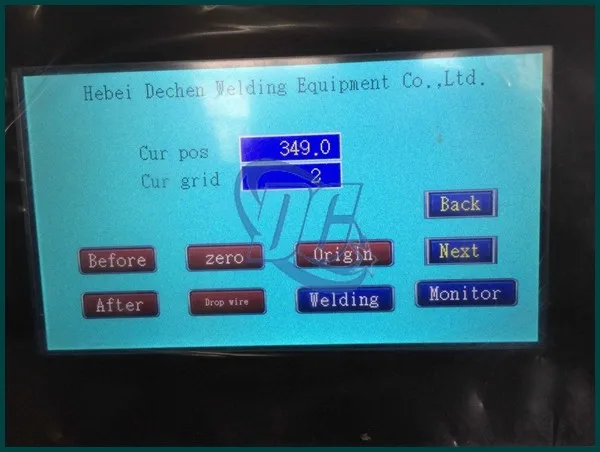 Hebei Dechen Welding Equipment Co.,Ltd.
Cur pos 349.0
Cur grid 2
Back
Before zero Origin Next
After Drop wire Welding Monitor
DC